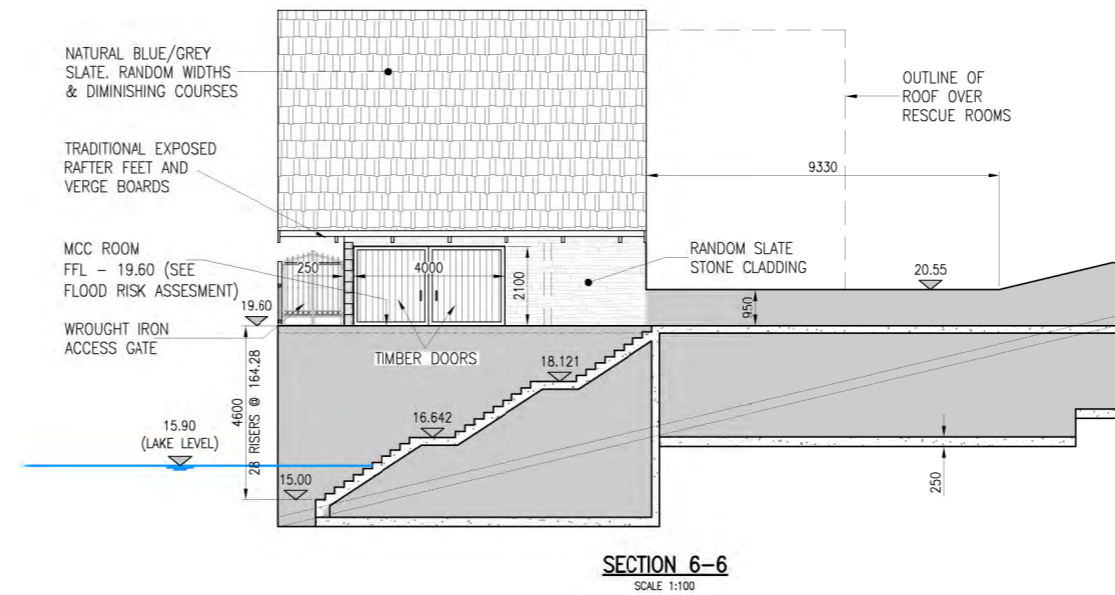 NATURAL BLUE/GREY
SLATE. RANDOM WIDTHS
& DIMINISHING COURSES
OUTLINE OF
ROOF OVER
RESCUE ROOMS
TRADITIONAL EXPOSED
RAFTER FEET AND
VERGE BOARDS
9330
MCC ROOM
FFL - 19.60 (SEE
FLOOD RISK ASSESMENT)
250
4000
2100
RANDOM SLATE
STONE CLADDING
20.55
950
19.60
WROUGHT IRON
ACCESS GATE
TIMBER DOORS
18.121
4600
28 RISERS @ 164.28
16.642
15.90
(LAKE LEVEL)
15.00
250
SECTION 6-6
SCALE 1:100